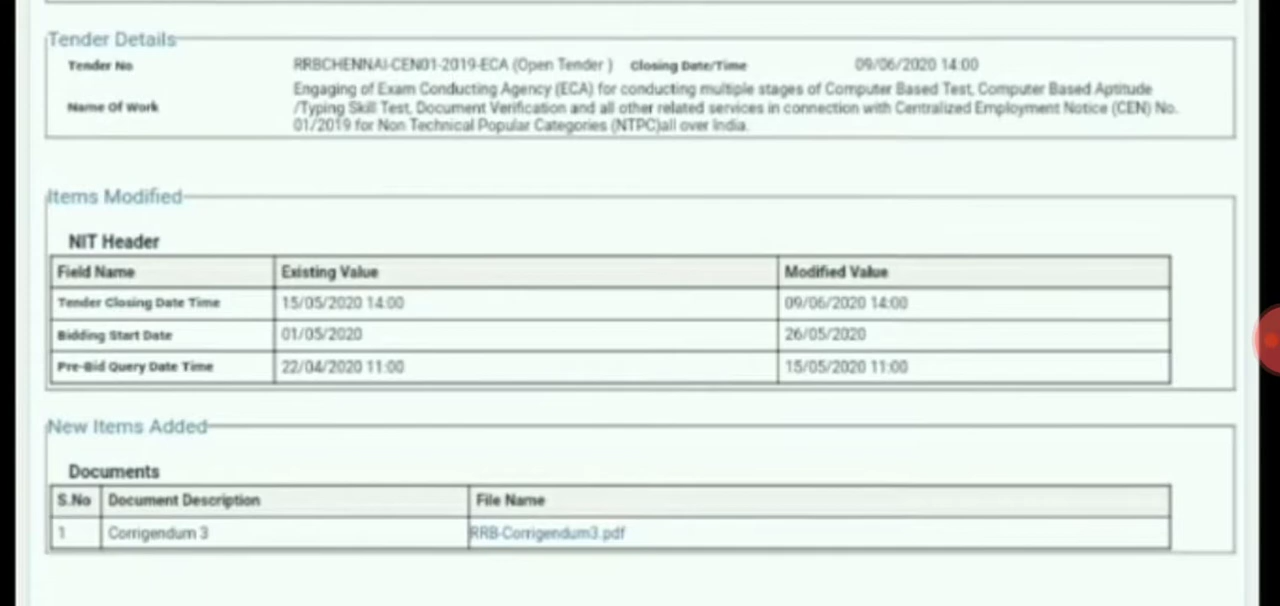 Tender Details
Tender No RRBCHENNAI-CEN01-2019-ECA (Open Tender ) Closing Date/Time 09/06/2020 14:00
Name Of Work Engaging of Exam Conducting Agency (ECA) for conducting multiple stages of Computer Based Test, Computer Based Aptitude
/Typing Skill Test, Document Verification and all other related services in connection with Centralized Employment Notice (CEN) No.
01/2019 for Non Technical Popular Categories (NTPC)all over India.
Items Modified
NIT Header
Field Name Existing Value Modified Value
Tender Closing Date Time 15/05/2020 14:00 09/06/2020 14:00
Bidding Start Date 01/05/2020 26/05/2020
Pre-Bid Query Date Time 22/04/2020 11:00 15/05/2020 11:00
New Items Added
Documents
S.No Document Description File Name
1 Corrigendum 3 RRB-Corrigendum3.pdf